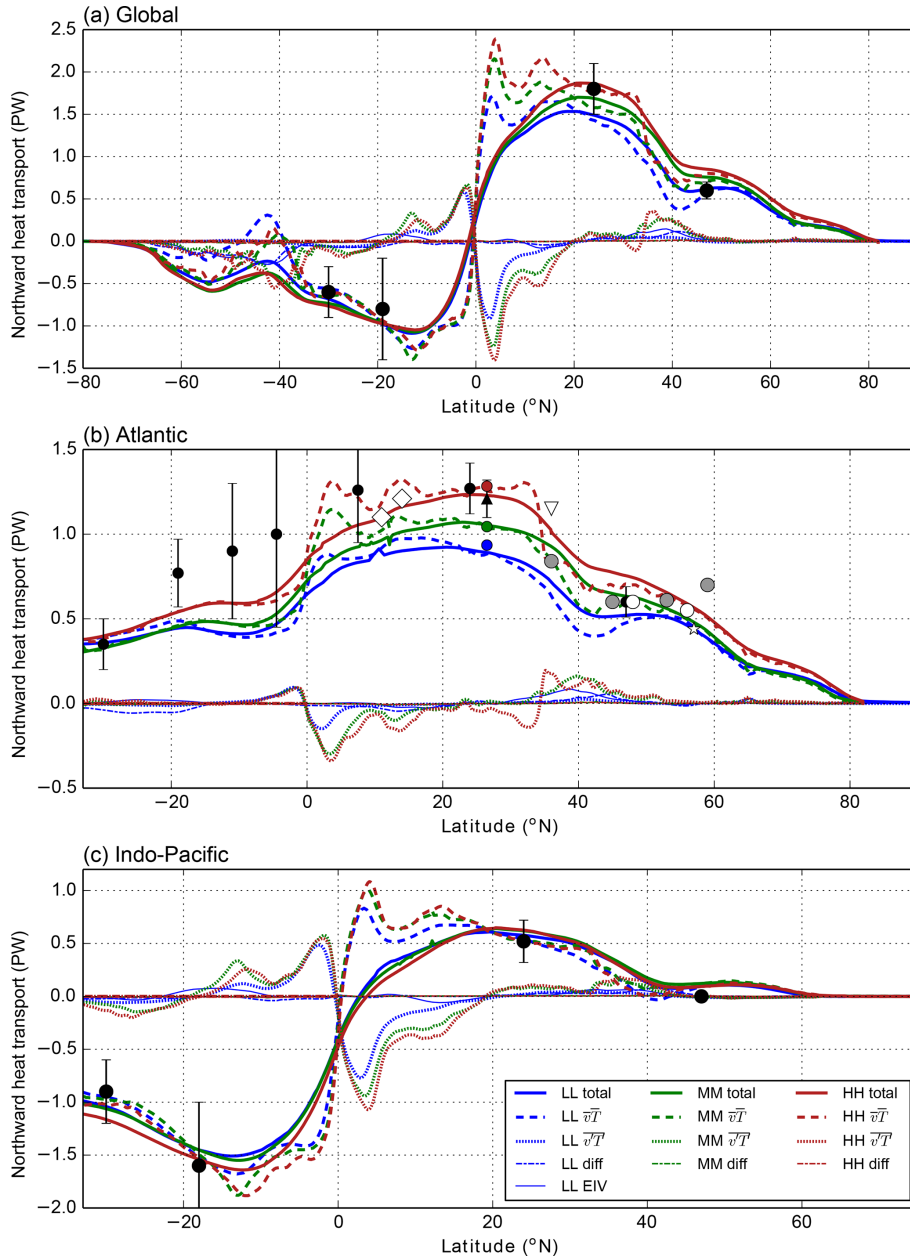 (a) Global
Northward heat transport (PW)
2.5
2.0
1.5
1.0
0.5
0.0
−0.5
−1.0
−1.5
−80 −60 −40 −20 0 20 40 60 80
Latitude (°N)
(b) Atlantic
Northward heat transport (PW)
1.5
1.0
0.5
0.0
−0.5
−20 0 20 40 60 80
Latitude (°N)
(c) Indo-Pacific
Northward heat transport (PW)
1.0
0.5
0.0
−0.5
−1.0
−1.5
−2.0
−20 0 20 40 60
Latitude (°N)
LL total MM total HH total
LL v̅T̅ MM v̅T̅ HH v̅T̅
LL v′T′ MM v′T′ HH v′T′
LL diff MM diff HH diff
LL EIV